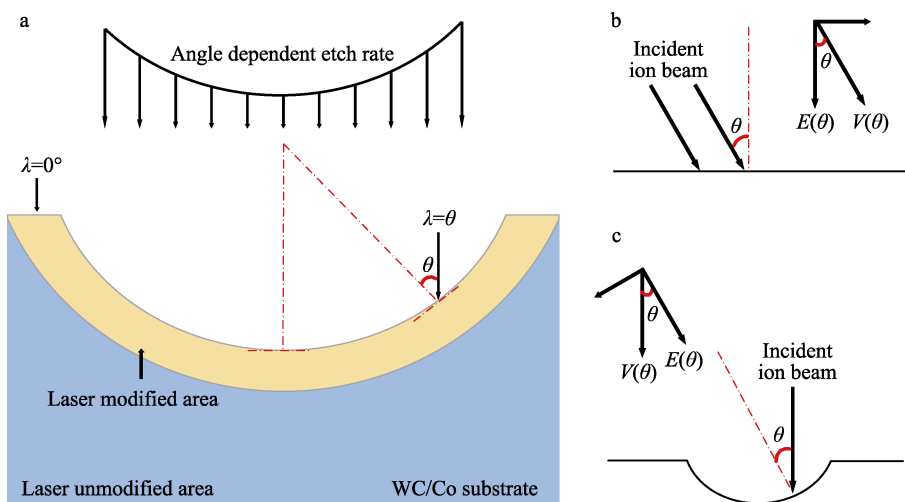 a
Angle dependent etch rate
λ=0°
λ=θ
θ
Laser modified area
Laser unmodified area
WC/Co substrate
b
Incident
ion beam
θ
θ
E(θ)
V(θ)
c
θ
V(θ)
E(θ)
Incident
ion beam
θ